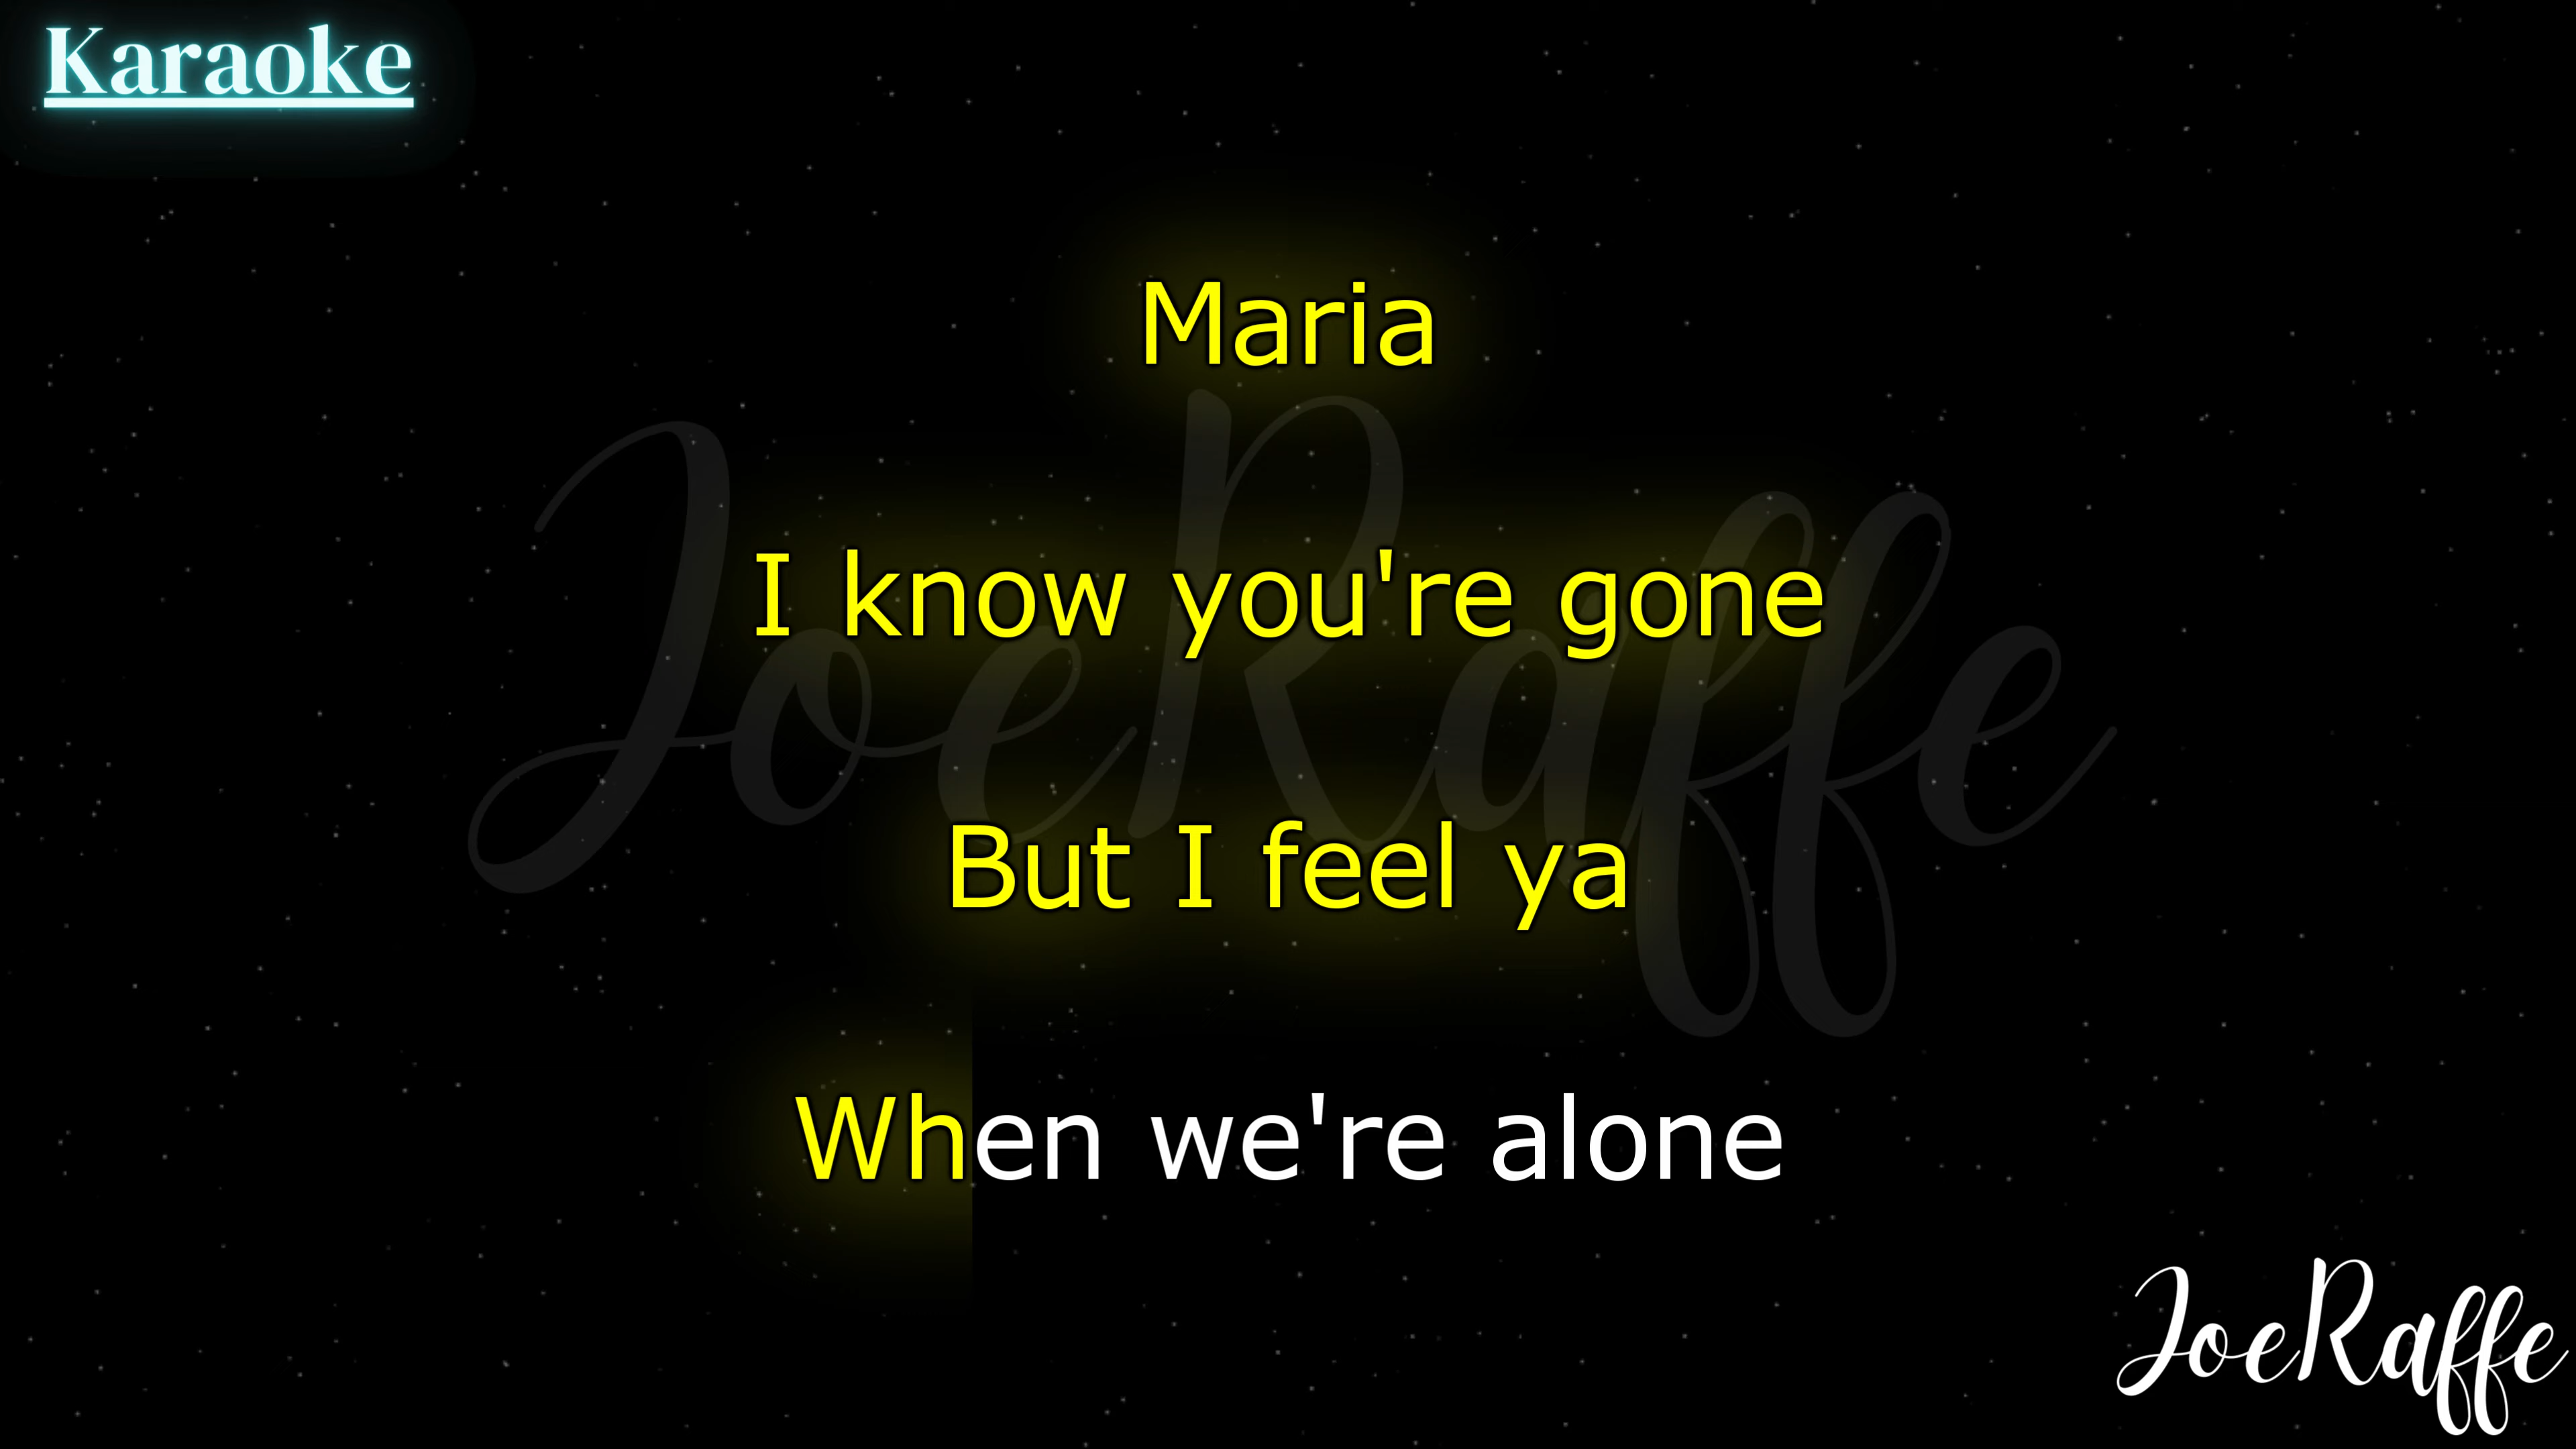 Karaoke
Maria
I know you're gone
But I feel ya
When we're alone
JoeRaffe
JoeRaffe